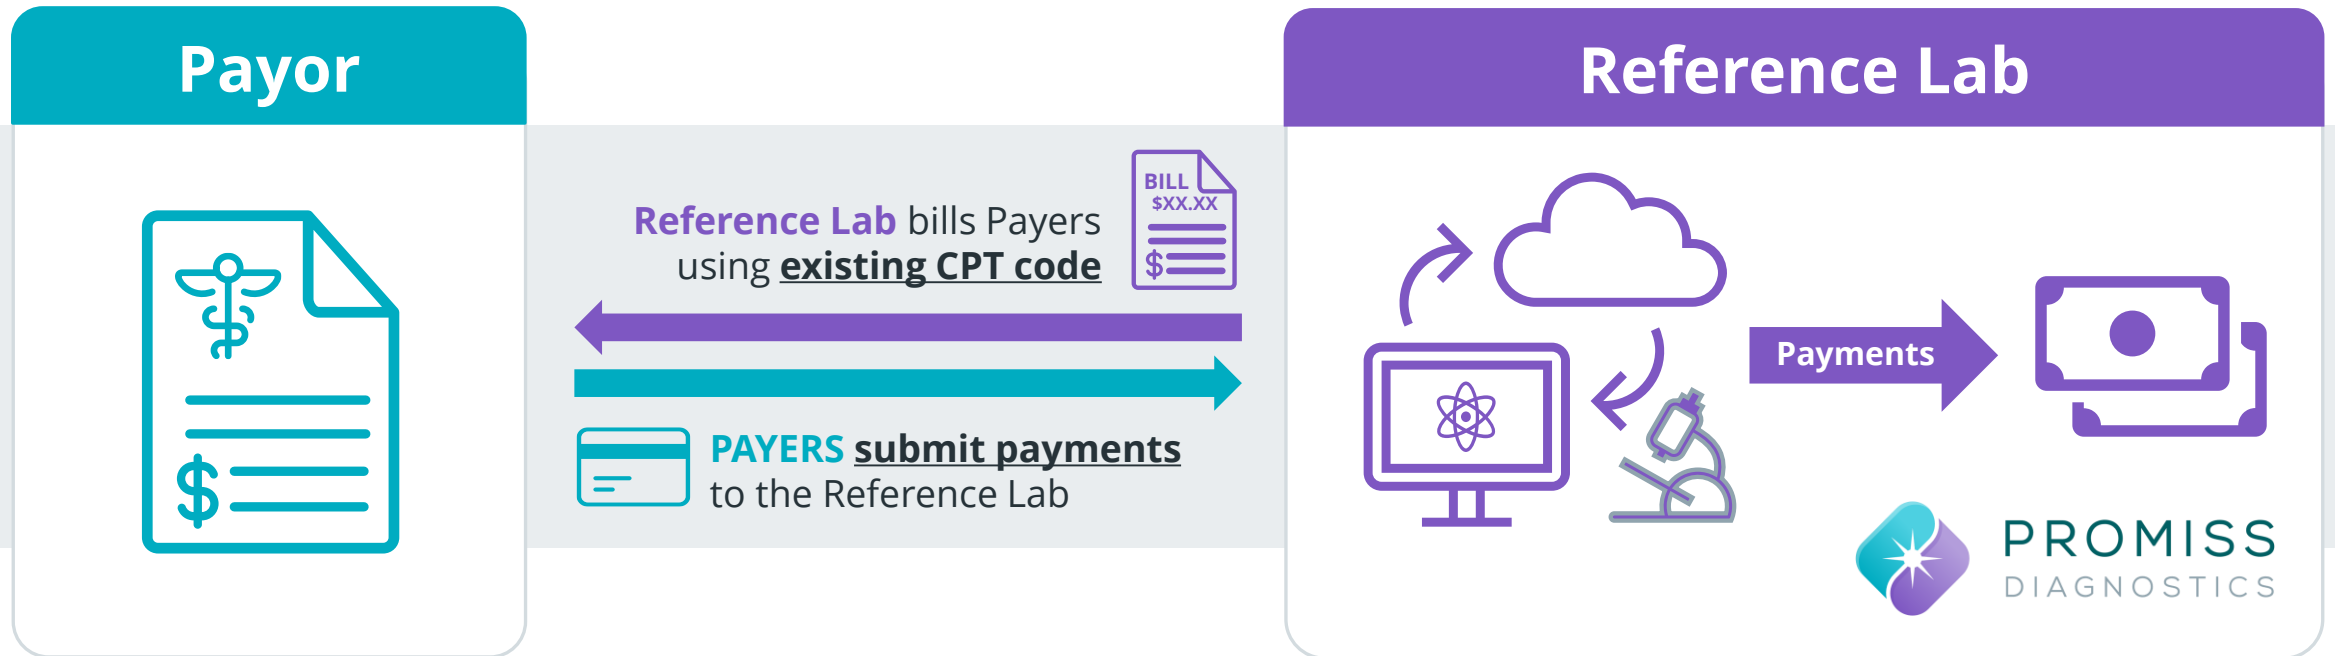 Payor
Reference Lab
BILL
$XX.XX
Reference Lab bills Payers
using existing CPT code
$
PAYERS submit payments
to the Reference Lab
$
Payments
PROMISS
DIAGNOSTICS